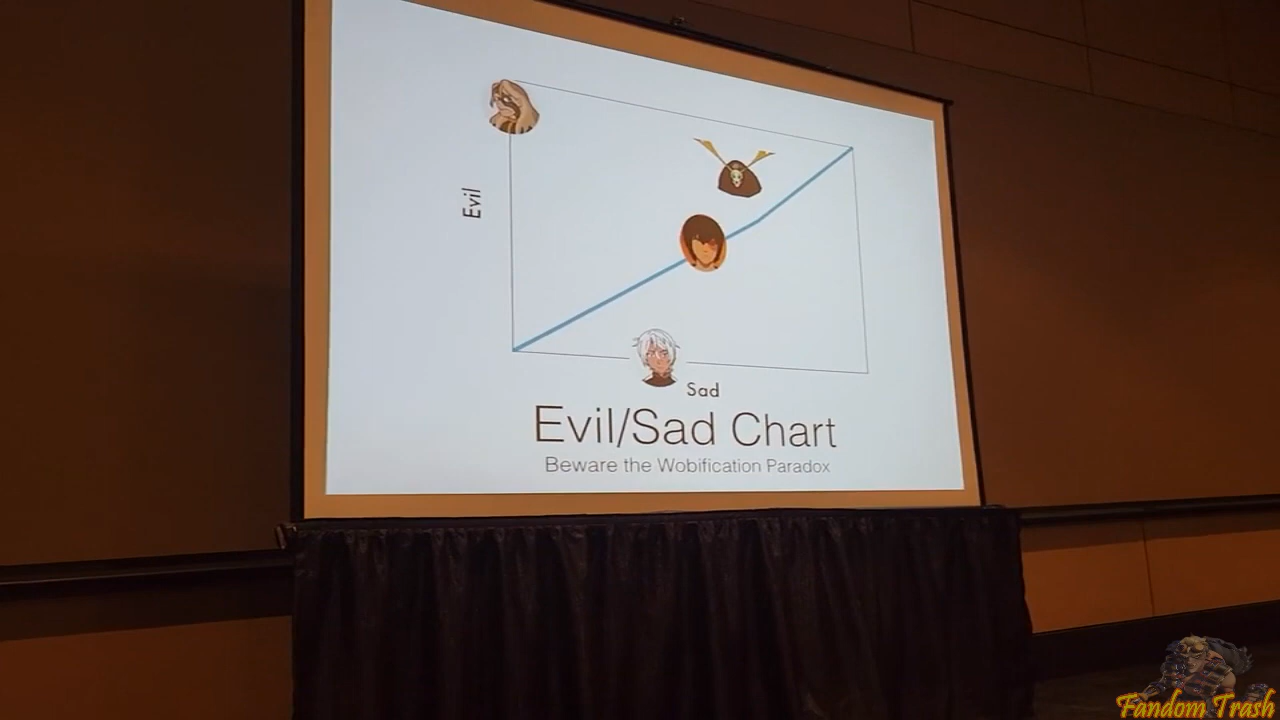 Evil
Sad
Evil/Sad Chart
Beware the Wobification Paradox
Fandom Trash